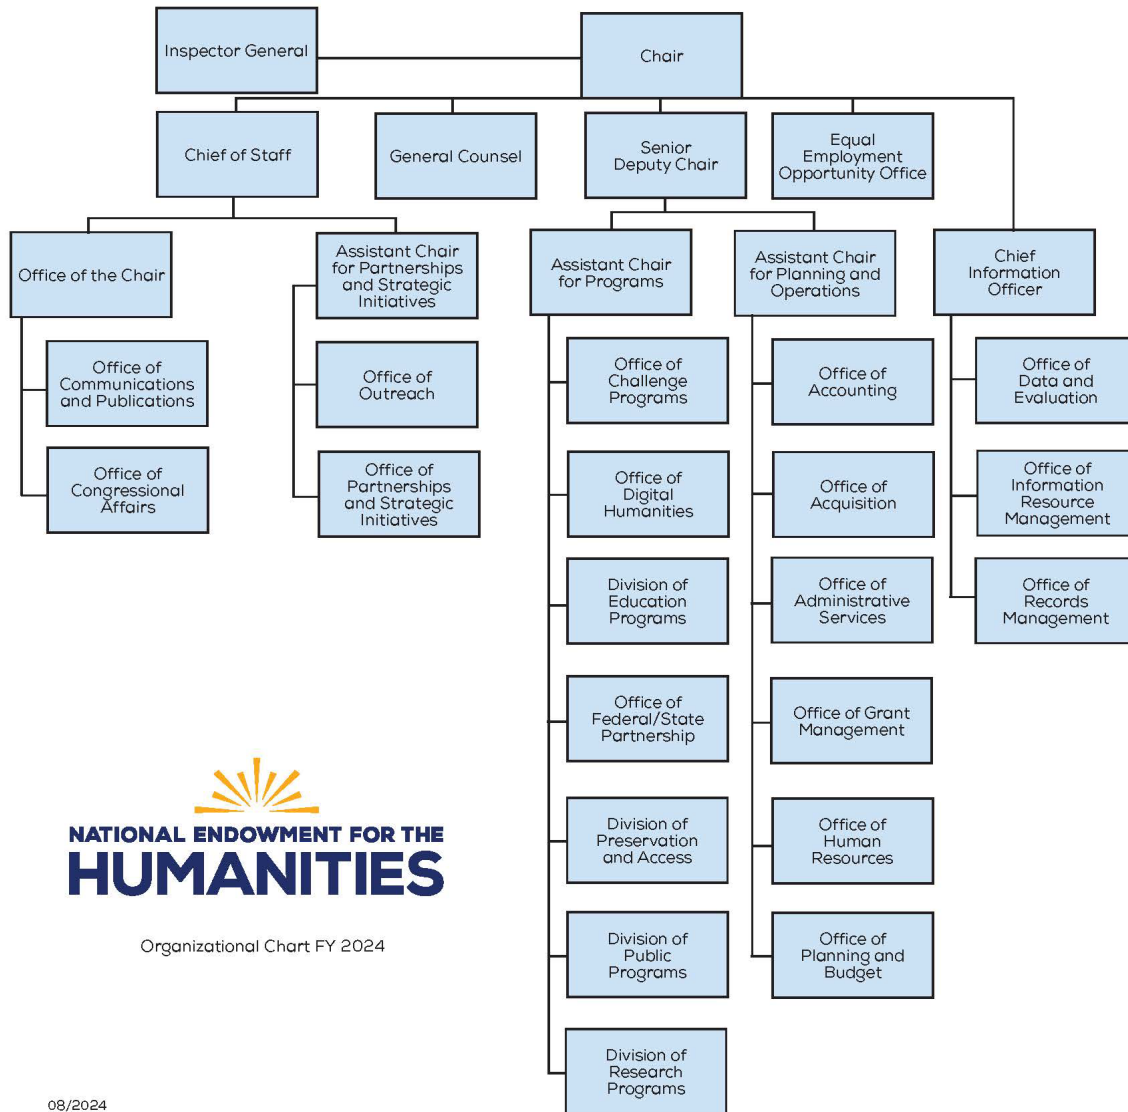 Inspector General
Chair
Chief of Staff
General Counsel
Senior
Deputy Chair
Equal
Employment
Opportunity Office
Office of the Chair
Assistant Chair
for Partnerships
and Strategic
Initiatives
Assistant Chair
for Programs
Assistant Chair
for Planning and
Operations
Chief
Information
Officer
Office of
Communications
and Publications
Office of
Congressional
Affairs
Office of
Outreach
Office of
Partnerships
and Strategic
Initiatives
Office of
Challenge
Programs
Office of
Digital
Humanities
Division of
Education
Programs
Office of
Federal/State
Partnership
Division of
Preservation
and Access
Division of
Public
Programs
Division of
Research
Programs
Office of
Accounting
Office of
Acquisition
Office of
Administrative
Services
Office of Grant
Management
Office of
Human
Resources
Office of
Planning and
Budget
Office of
Data and
Evaluation
Office of
Information
Resource
Management
Office of
Records
Management
NATIONAL ENDOWMENT FOR THE
HUMANITIES
Organizational Chart FY 2024
08/2024